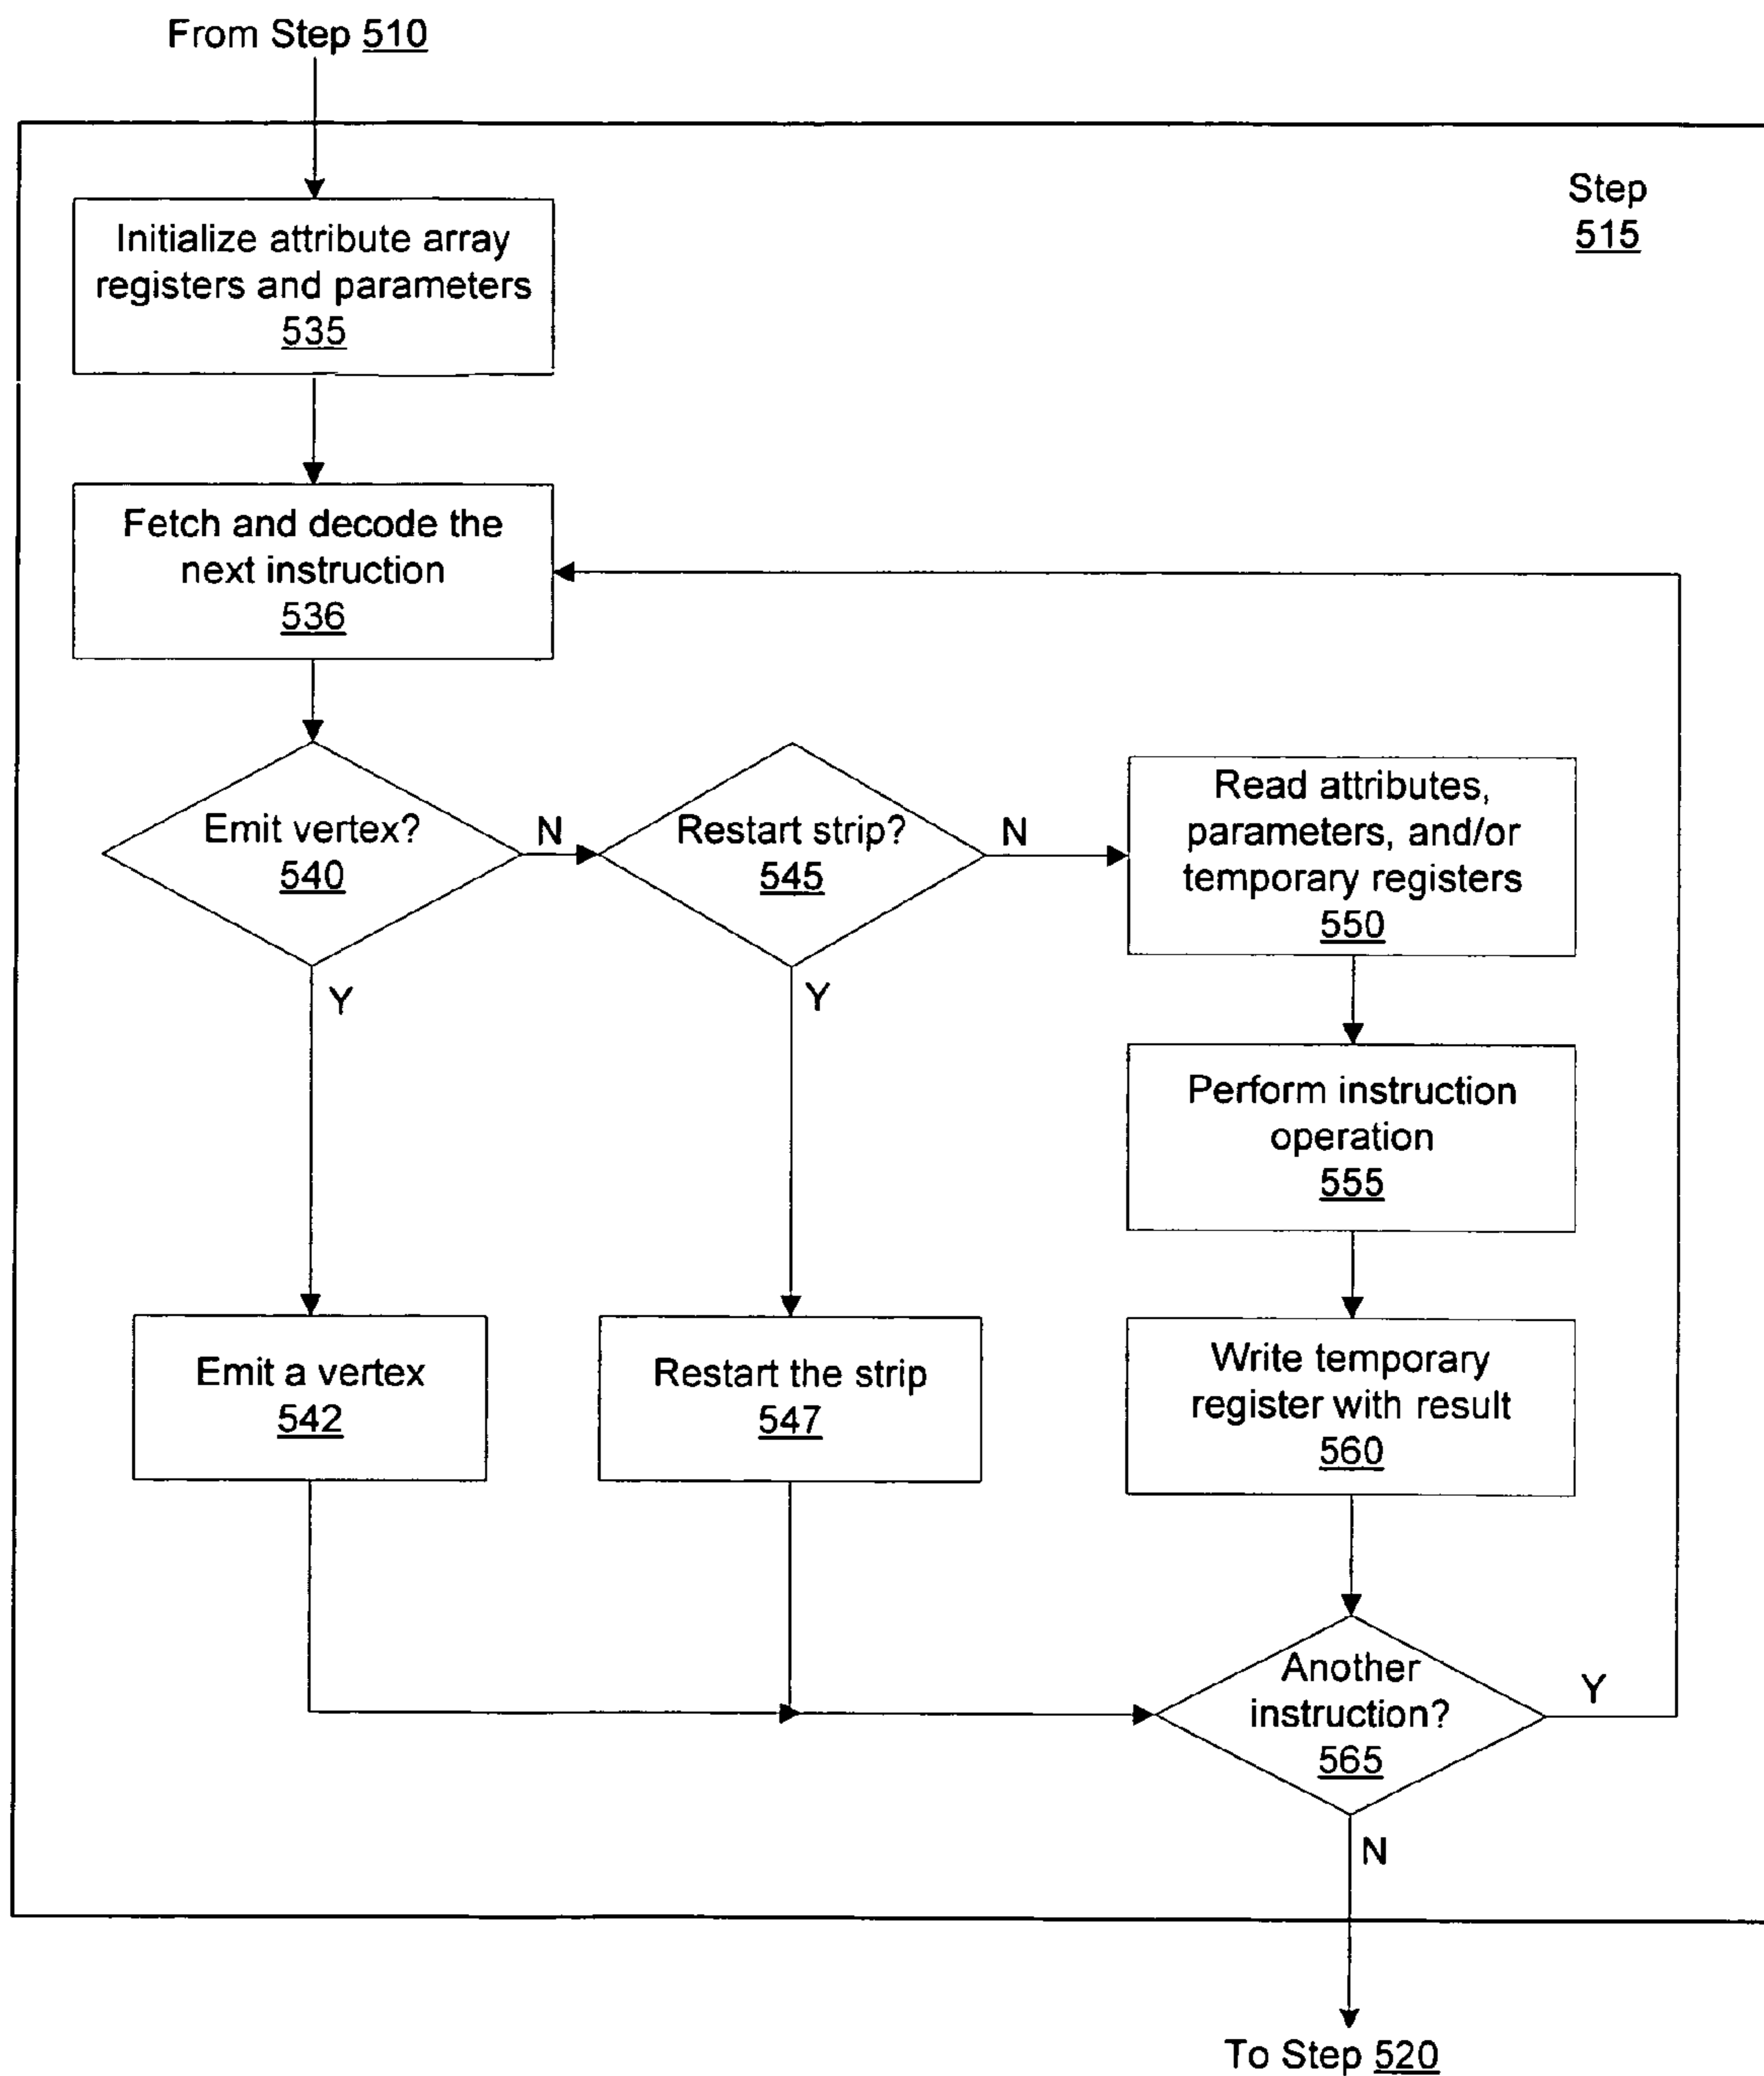 From Step 510
Step
515
Initialize attribute array
registers and parameters
535
Fetch and decode the
next instruction
536
Emit vertex?
540
N
Restart strip?
545
N
Read attributes,
parameters, and/or
temporary registers
550
Y
Y
Perform instruction
operation
555
Emit a vertex
542
Restart the strip
547
Write temporary
register with result
560
Another
instruction?
565
Y
N
To Step 520